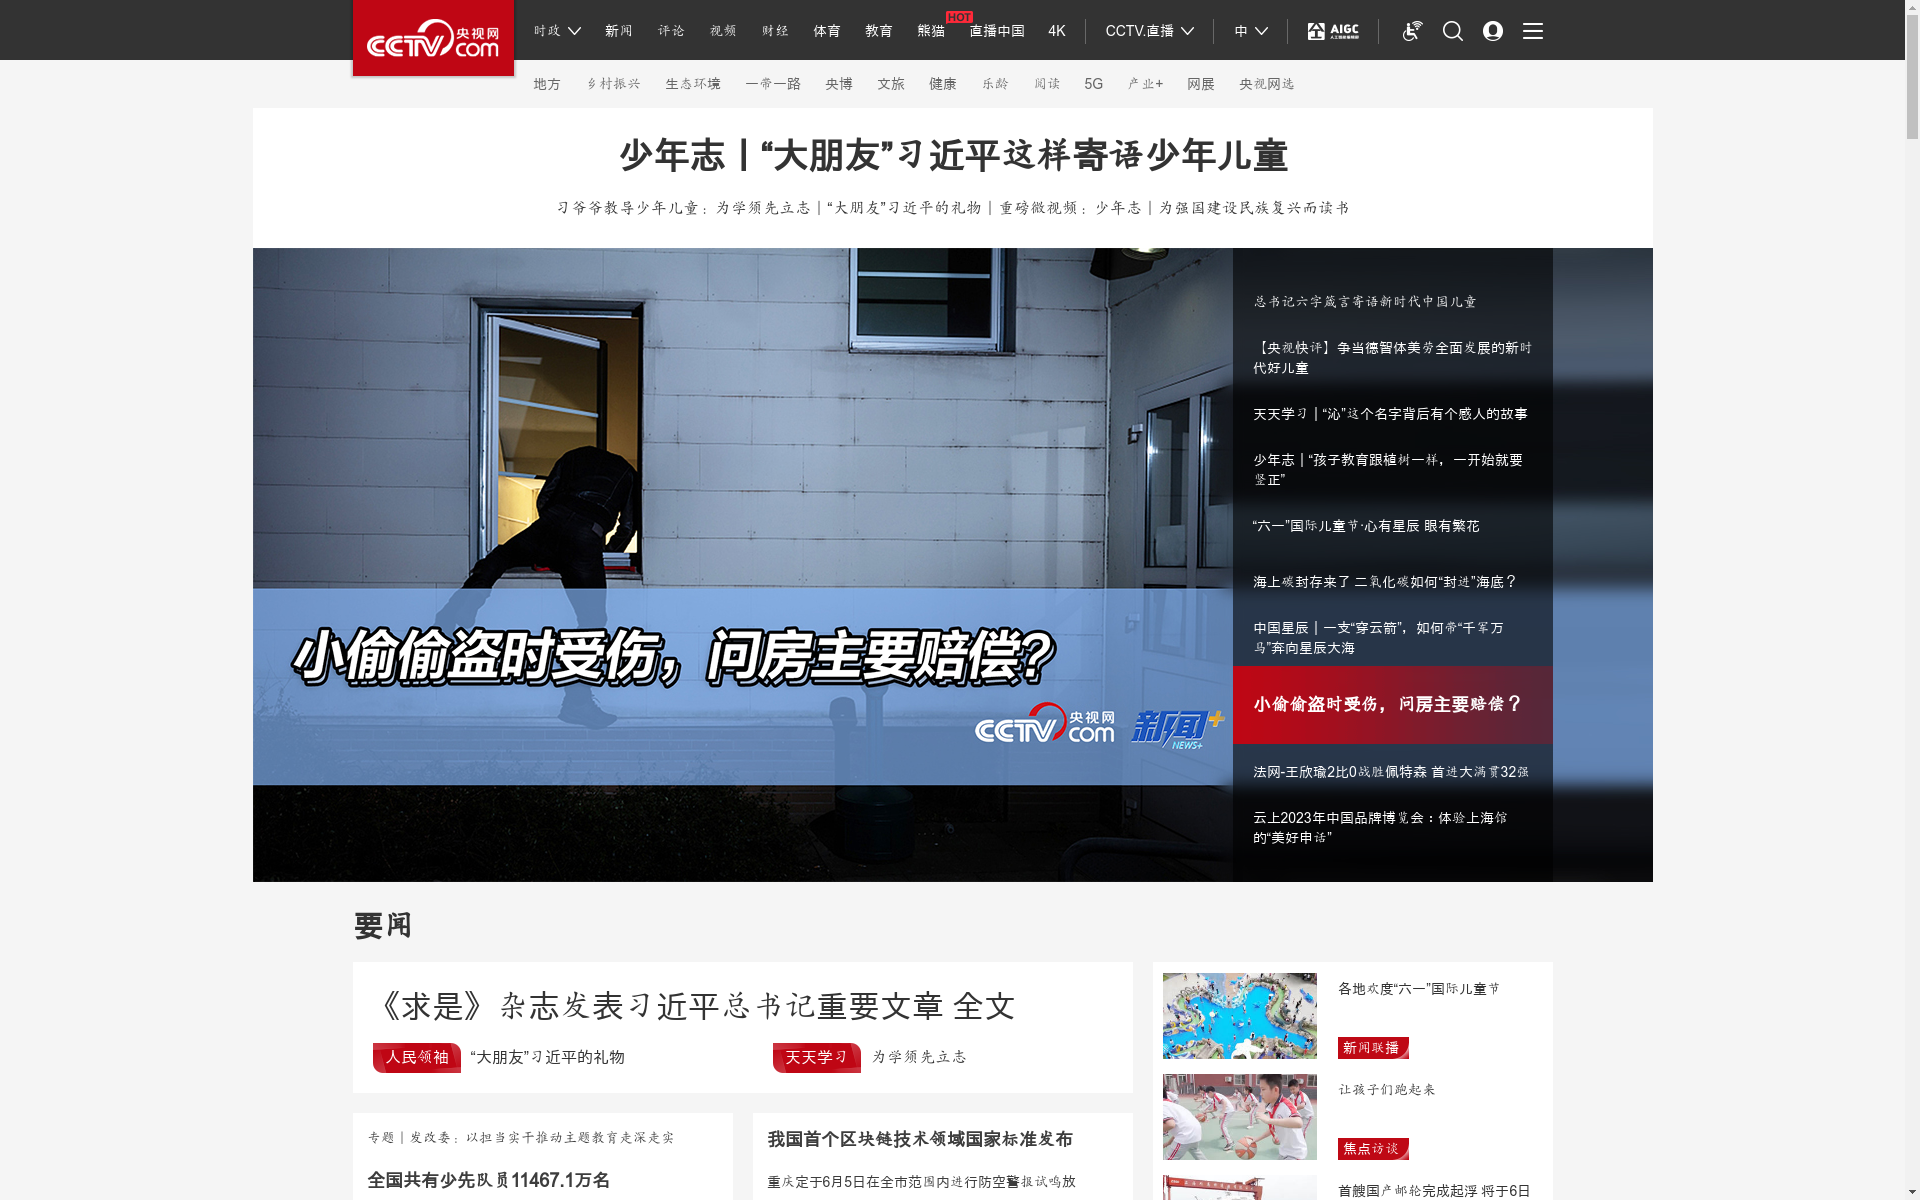 CCTV.com 央视网
时政 新闻 评论 视频 财经 体育 教育 熊猫 HOT 直播中国 4K CCTV.直播 中 AIGC
地方 乡村振兴 生态环境 一带一路 央博 文旅 健康 乐龄 阅读 5G 产业+ 网展 央视网选
少年志丨“大朋友”习近平这样寄语少年儿童
习爷爷教导少年儿童：为学须先立志丨“大朋友”习近平的礼物丨重磅微视频：少年志丨为强国建设民族复兴而读书
小偷偷盗时受伤，问房主要赔偿？
CCTV.com 央视网 新闻+
NEWS+
总书记六字箴言寄语新时代中国儿童
【央视快评】争当德智体美劳全面发展的新时
代好儿童
天天学习丨“沁”这个名字背后有个感人的故事
少年志丨“孩子教育跟植树一样，一开始就要
竖正”
“六一”国际儿童节·心有星辰 眼有繁花
海上碳封存来了 二氧化碳如何“封进”海底？
中国星辰丨一支“穿云箭”，如何带“千军万
马”奔向星辰大海
小偷偷盗时受伤，问房主要赔偿？
法网-王欣瑜2比0战胜佩特森 首进大满贯32强
云上2023年中国品牌博览会：体验上海馆
的“美好申话”
要闻
《求是》杂志发表习近平总书记重要文章 全文
人民领袖 “大朋友”习近平的礼物
天天学习 为学须先立志
专题丨发改委：以担当实干推动主题教育走深走实
全国共有少先队员11467.1万名
我国首个区块链技术领域国家标准发布
重庆定于6月5日在全市范围内进行防空警报试鸣放
各地欢度“六一”国际儿童节
新闻联播
让孩子们跑起来
焦点访谈
首艘国产邮轮完成起浮 将于6日